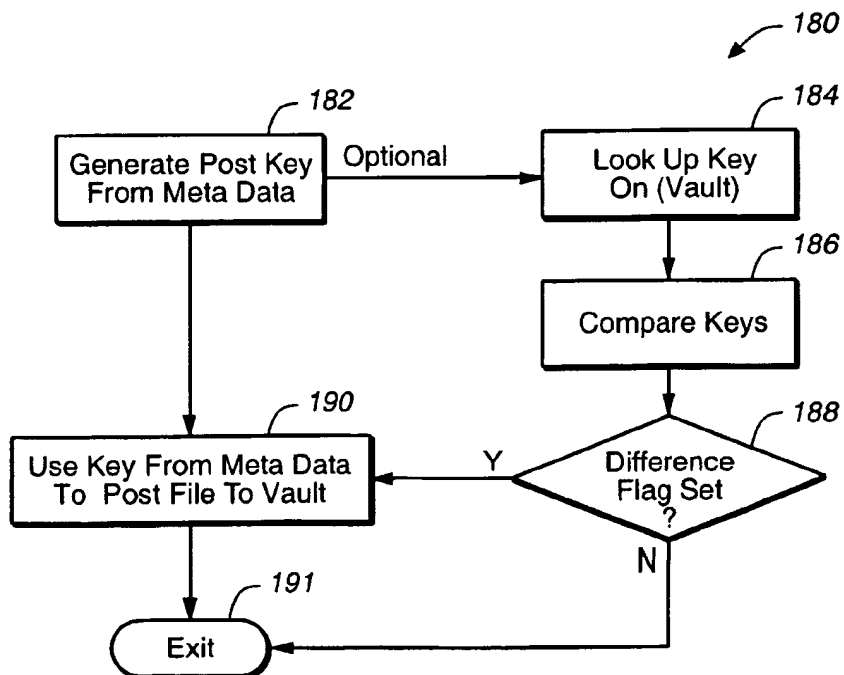 180
182
Generate Post Key
From Meta Data
Optional
184
Look Up Key
On (Vault)
186
Compare Keys
188
Difference
Flag Set
?
Y
N
190
Use Key From Meta Data
To Post File To Vault
191
Exit